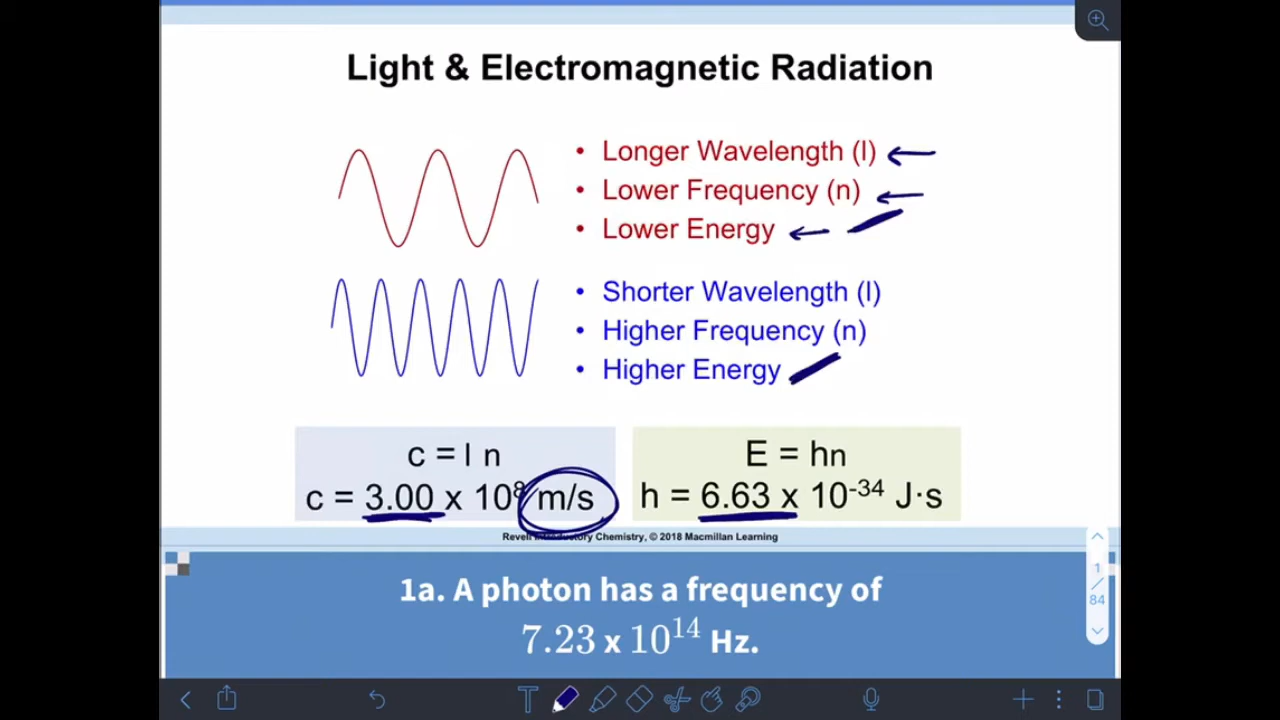 Light & Electromagnetic Radiation
• Longer Wavelength (l)
• Lower Frequency (n)
• Lower Energy
• Shorter Wavelength (l)
• Higher Frequency (n)
• Higher Energy
c = l n
c = 3.00 x 10⁸ m/s
E = hn
h = 6.63 x 10⁻³⁴ J·s
Revell Introductory Chemistry, © 2018 Macmillan Learning
1a. A photon has a frequency of
7.23 x 10¹⁴ Hz.
1
/
84
T